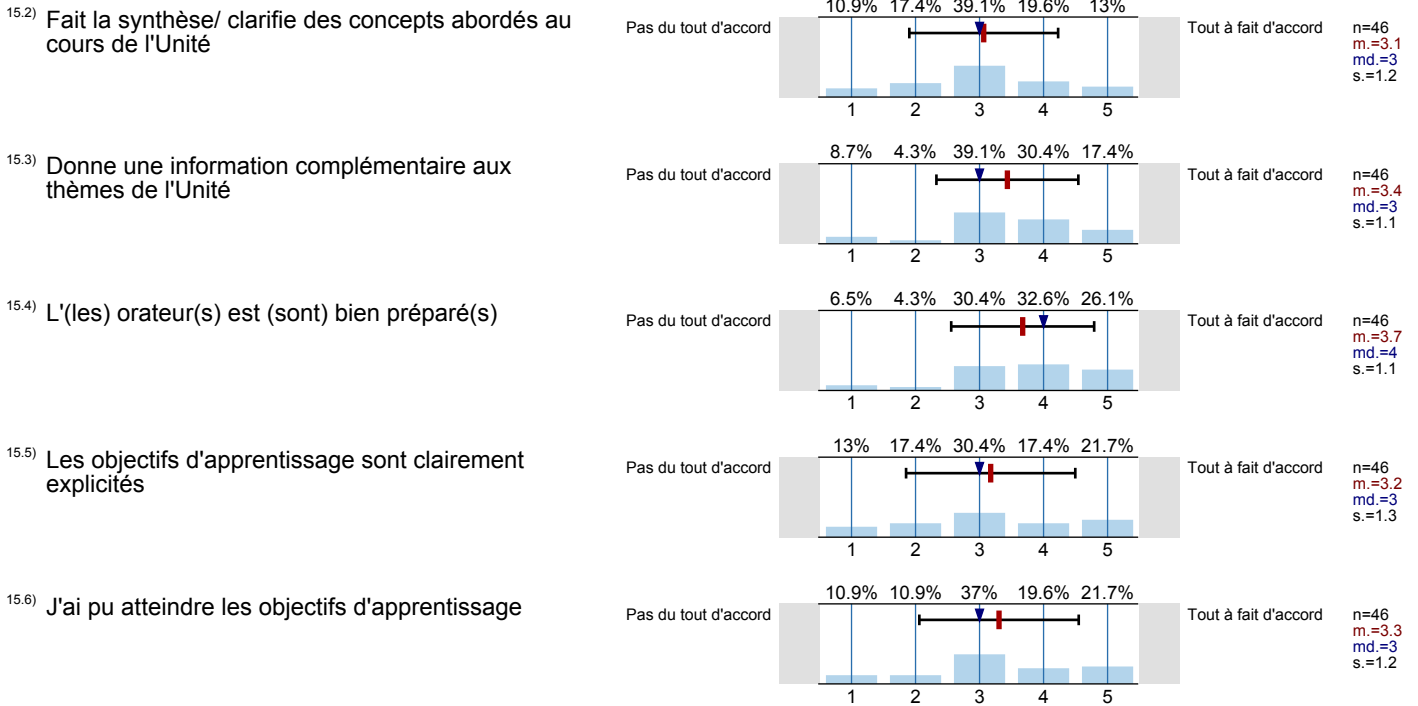 15.2) Fait la synthèse/ clarifie des concepts abordés au
cours de l'Unité
Pas du tout d'accord
10.9% 17.4% 39.1% 19.6% 13%
1 2 3 4 5
Tout à fait d'accord
n=46
m.=3.1
md.=3
s.=1.2
15.3) Donne une information complémentaire aux
thèmes de l'Unité
Pas du tout d'accord
8.7% 4.3% 39.1% 30.4% 17.4%
1 2 3 4 5
Tout à fait d'accord
n=46
m.=3.4
md.=3
s.=1.1
15.4) L'(les) orateur(s) est (sont) bien préparé(s)
Pas du tout d'accord
6.5% 4.3% 30.4% 32.6% 26.1%
1 2 3 4 5
Tout à fait d'accord
n=46
m.=3.7
md.=4
s.=1.1
15.5) Les objectifs d'apprentissage sont clairement
explicités
Pas du tout d'accord
13% 17.4% 30.4% 17.4% 21.7%
1 2 3 4 5
Tout à fait d'accord
n=46
m.=3.2
md.=3
s.=1.3
15.6) J'ai pu atteindre les objectifs d'apprentissage
Pas du tout d'accord
10.9% 10.9% 37% 19.6% 21.7%
1 2 3 4 5
Tout à fait d'accord
n=46
m.=3.3
md.=3
s.=1.2